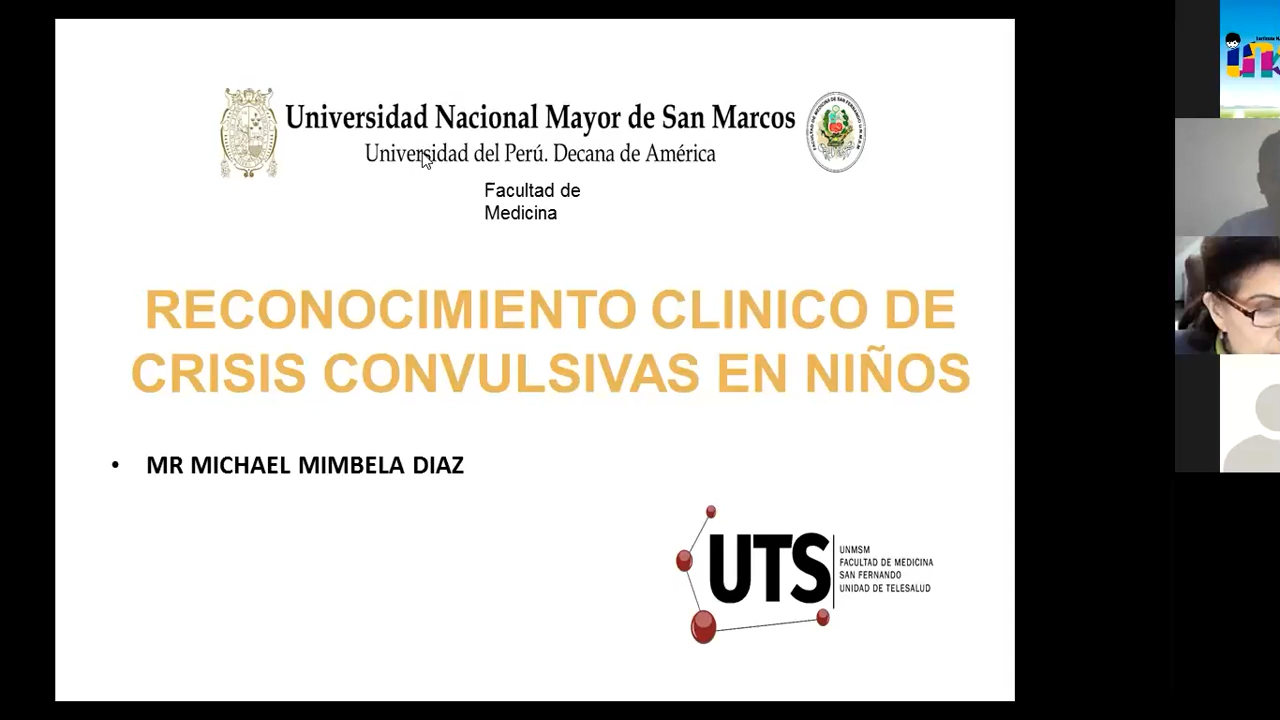 Universidad Nacional Mayor de San Marcos
Universidad del Perú. Decana de América
Facultad de
Medicina
RECONOCIMIENTO CLINICO DE
CRISIS CONVULSIVAS EN NIÑOS
• MR MICHAEL MIMBELA DIAZ
UTS
UNMSM
FACULTAD DE MEDICINA
SAN FERNANDO
UNIDAD DE TELESALUD